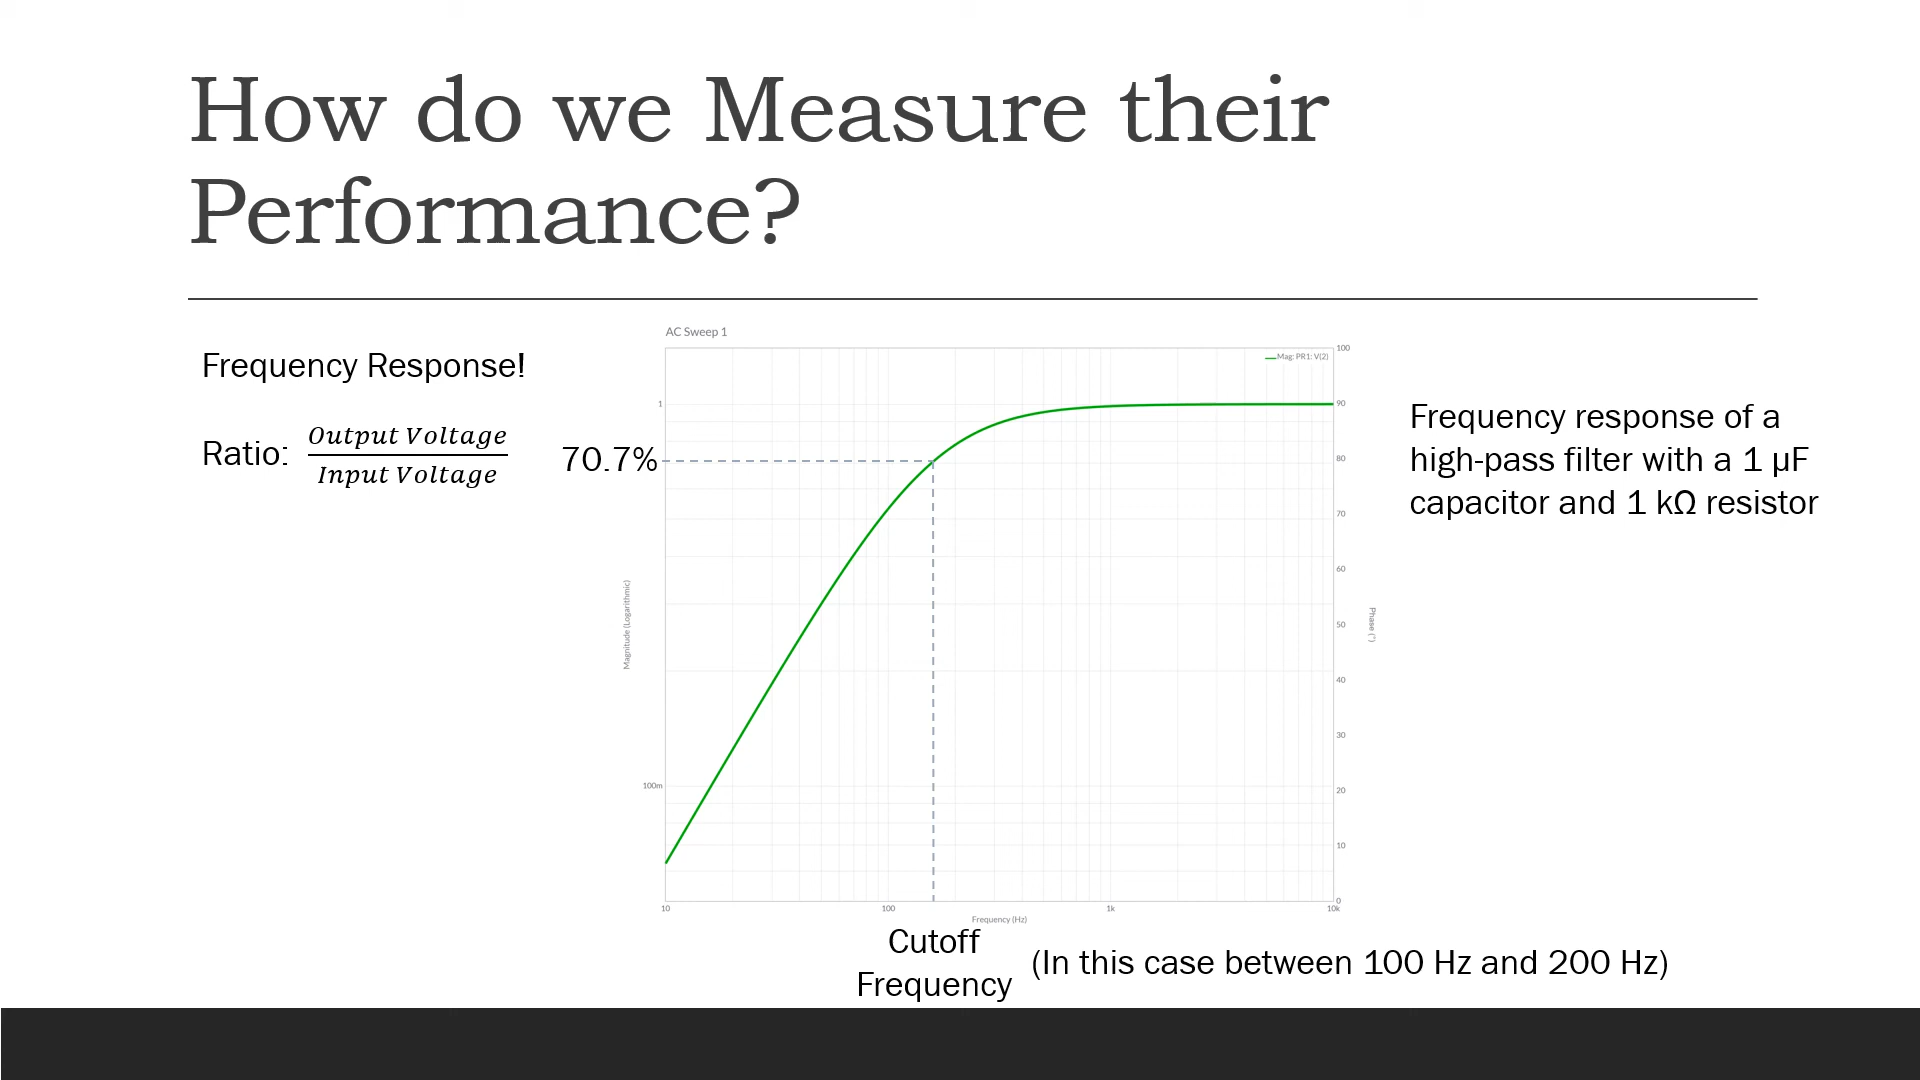 How do we Measure their
Performance?
Frequency Response!
Ratio: Output Voltage
Input Voltage
70.7%
AC Sweep 1
Mag: PR1: V(2)
1
100m
Magnitude (Logarithmic)
100
90
80
70
60
50
40
30
20
10
0
Phase (°)
10
100
1k
10k
Frequency (Hz)
Frequency response of a
high-pass filter with a 1 µF
capacitor and 1 kΩ resistor
Cutoff
Frequency
(In this case between 100 Hz and 200 Hz)